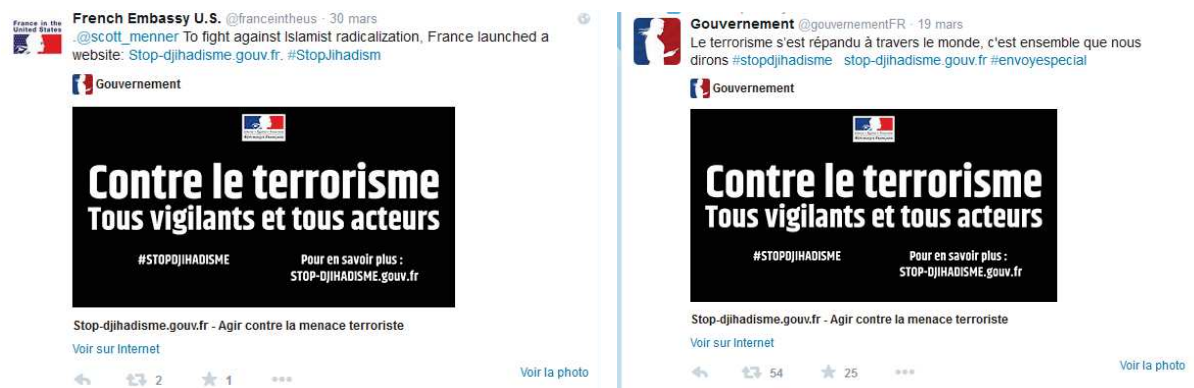 France in the
United States
French Embassy U.S. @franceintheus · 30 mars
.@scott_menner To fight against Islamist radicalization, France launched a
website: Stop-djihadisme.gouv.fr. #StopJihadism
Gouvernement
Contre le terrorisme
Tous vigilants et tous acteurs
#STOPDJIHADISME
Pour en savoir plus :
STOP-DJIHADISME.gouv.fr
Stop-djihadisme.gouv.fr - Agir contre la menace terroriste
Voir sur Internet
2
1
Voir la photo
Gouvernement @gouvernementFR · 19 mars
Le terrorisme s'est répandu à travers le monde, c'est ensemble que nous
dirons #stopdjihadisme stop-djihadisme.gouv.fr #envoyespecial
Gouvernement
Contre le terrorisme
Tous vigilants et tous acteurs
#STOPDJIHADISME
Pour en savoir plus :
STOP-DJIHADISME.gouv.fr
Stop-djihadisme.gouv.fr - Agir contre la menace terroriste
Voir sur Internet
54
25
Voir la photo